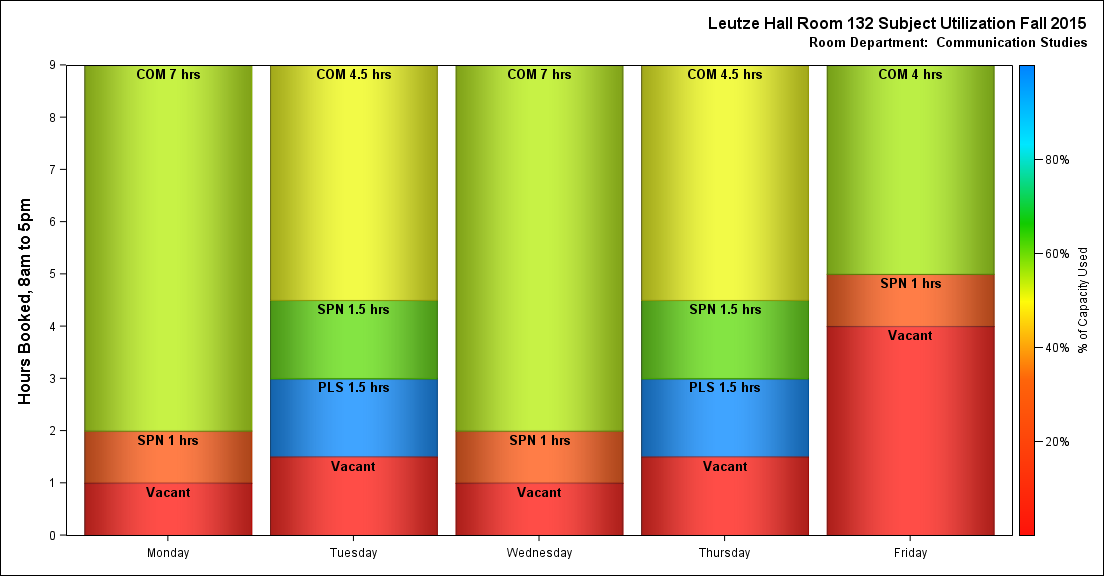 Leutze Hall Room 132 Subject Utilization Fall 2015
Room Department:  Communication Studies
Hours Booked, 8am to 5pm
9
8
7
6
5
4
3
2
1
0
COM 7 hrs
SPN 1 hrs
Vacant
COM 4.5 hrs
SPN 1.5 hrs
PLS 1.5 hrs
Vacant
COM 7 hrs
SPN 1 hrs
Vacant
COM 4.5 hrs
SPN 1.5 hrs
PLS 1.5 hrs
Vacant
COM 4 hrs
SPN 1 hrs
Vacant
Monday
Tuesday
Wednesday
Thursday
Friday
80%
60%
40%
20%
% of Capacity Used